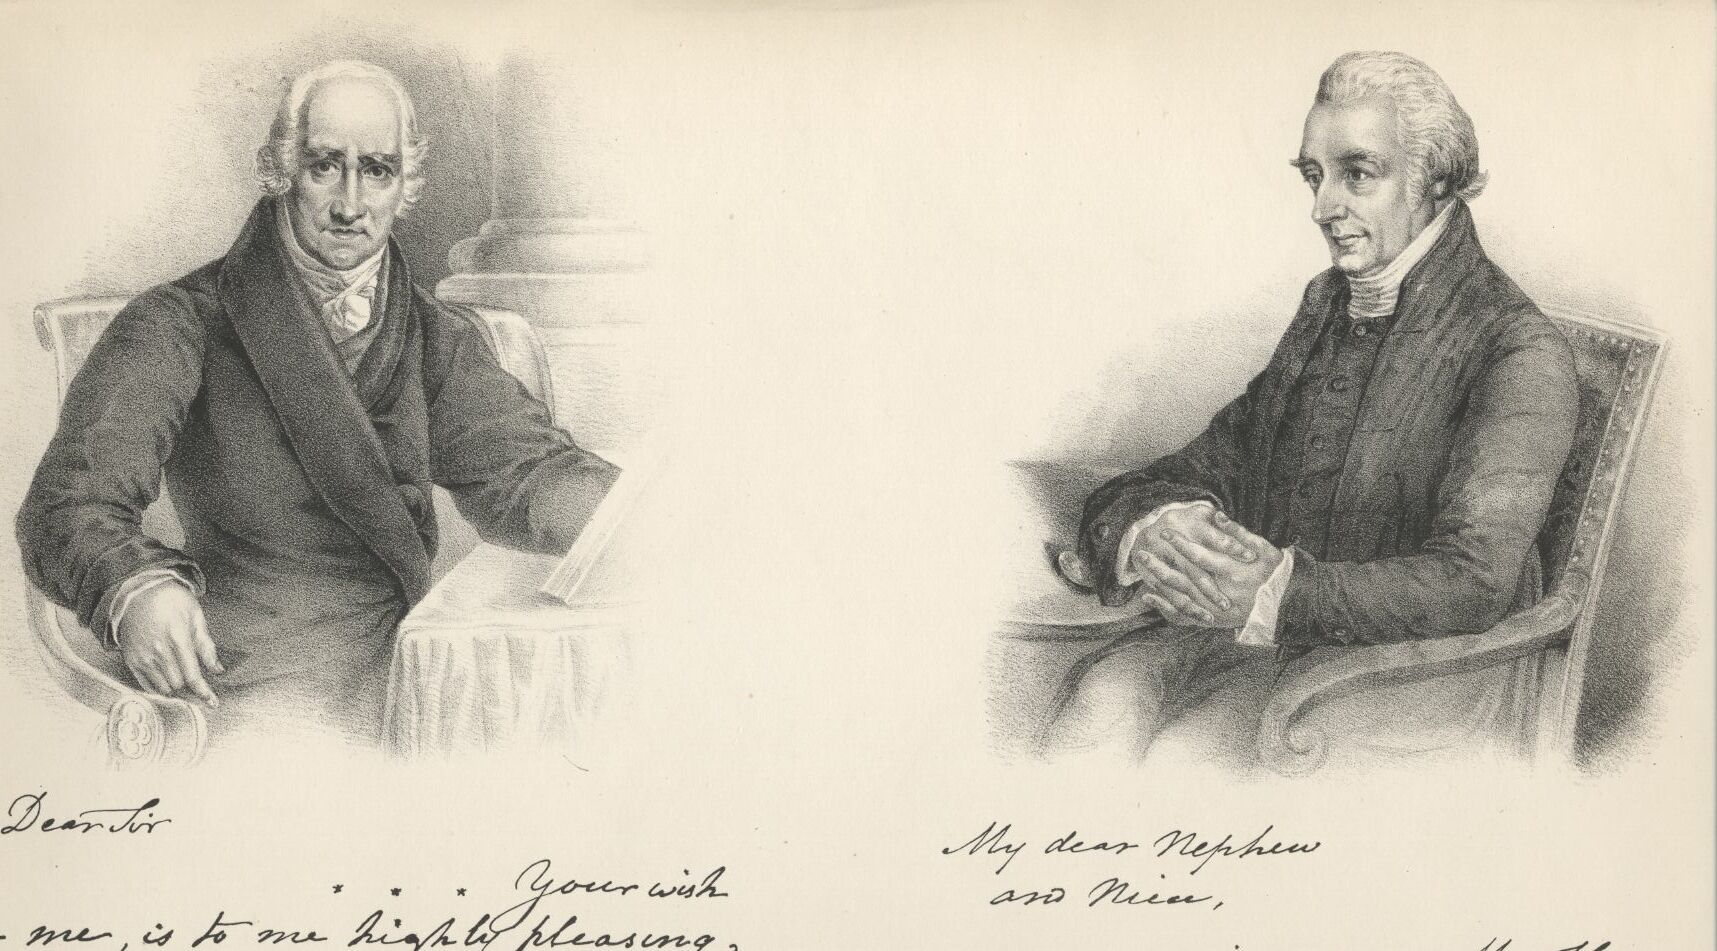 Dear Sir
* * * Your wish
me, is to me highly pleasing,
My dear Nephew
and Niece,